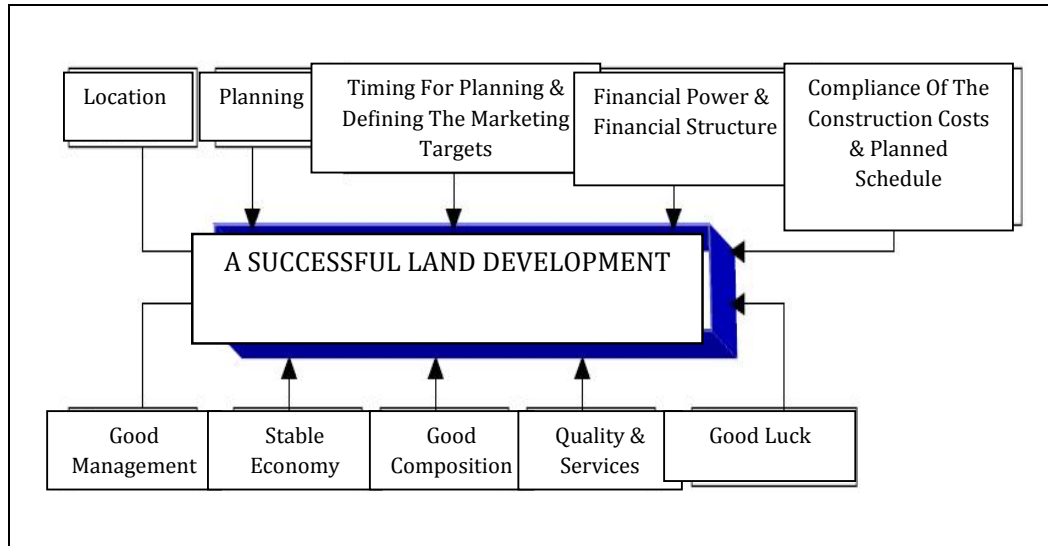 Location
Planning
Timing For Planning &
Defining The Marketing
Targets
Financial Power &
Financial Structure
Compliance Of The
Construction Costs
& Planned
Schedule
A SUCCESSFUL LAND DEVELOPMENT
Good
Management
Stable
Economy
Good
Composition
Quality &
Services
Good Luck